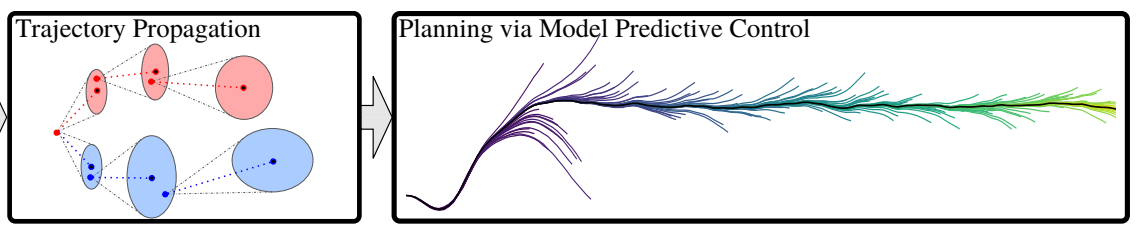 Trajectory Propagation
Planning via Model Predictive Control